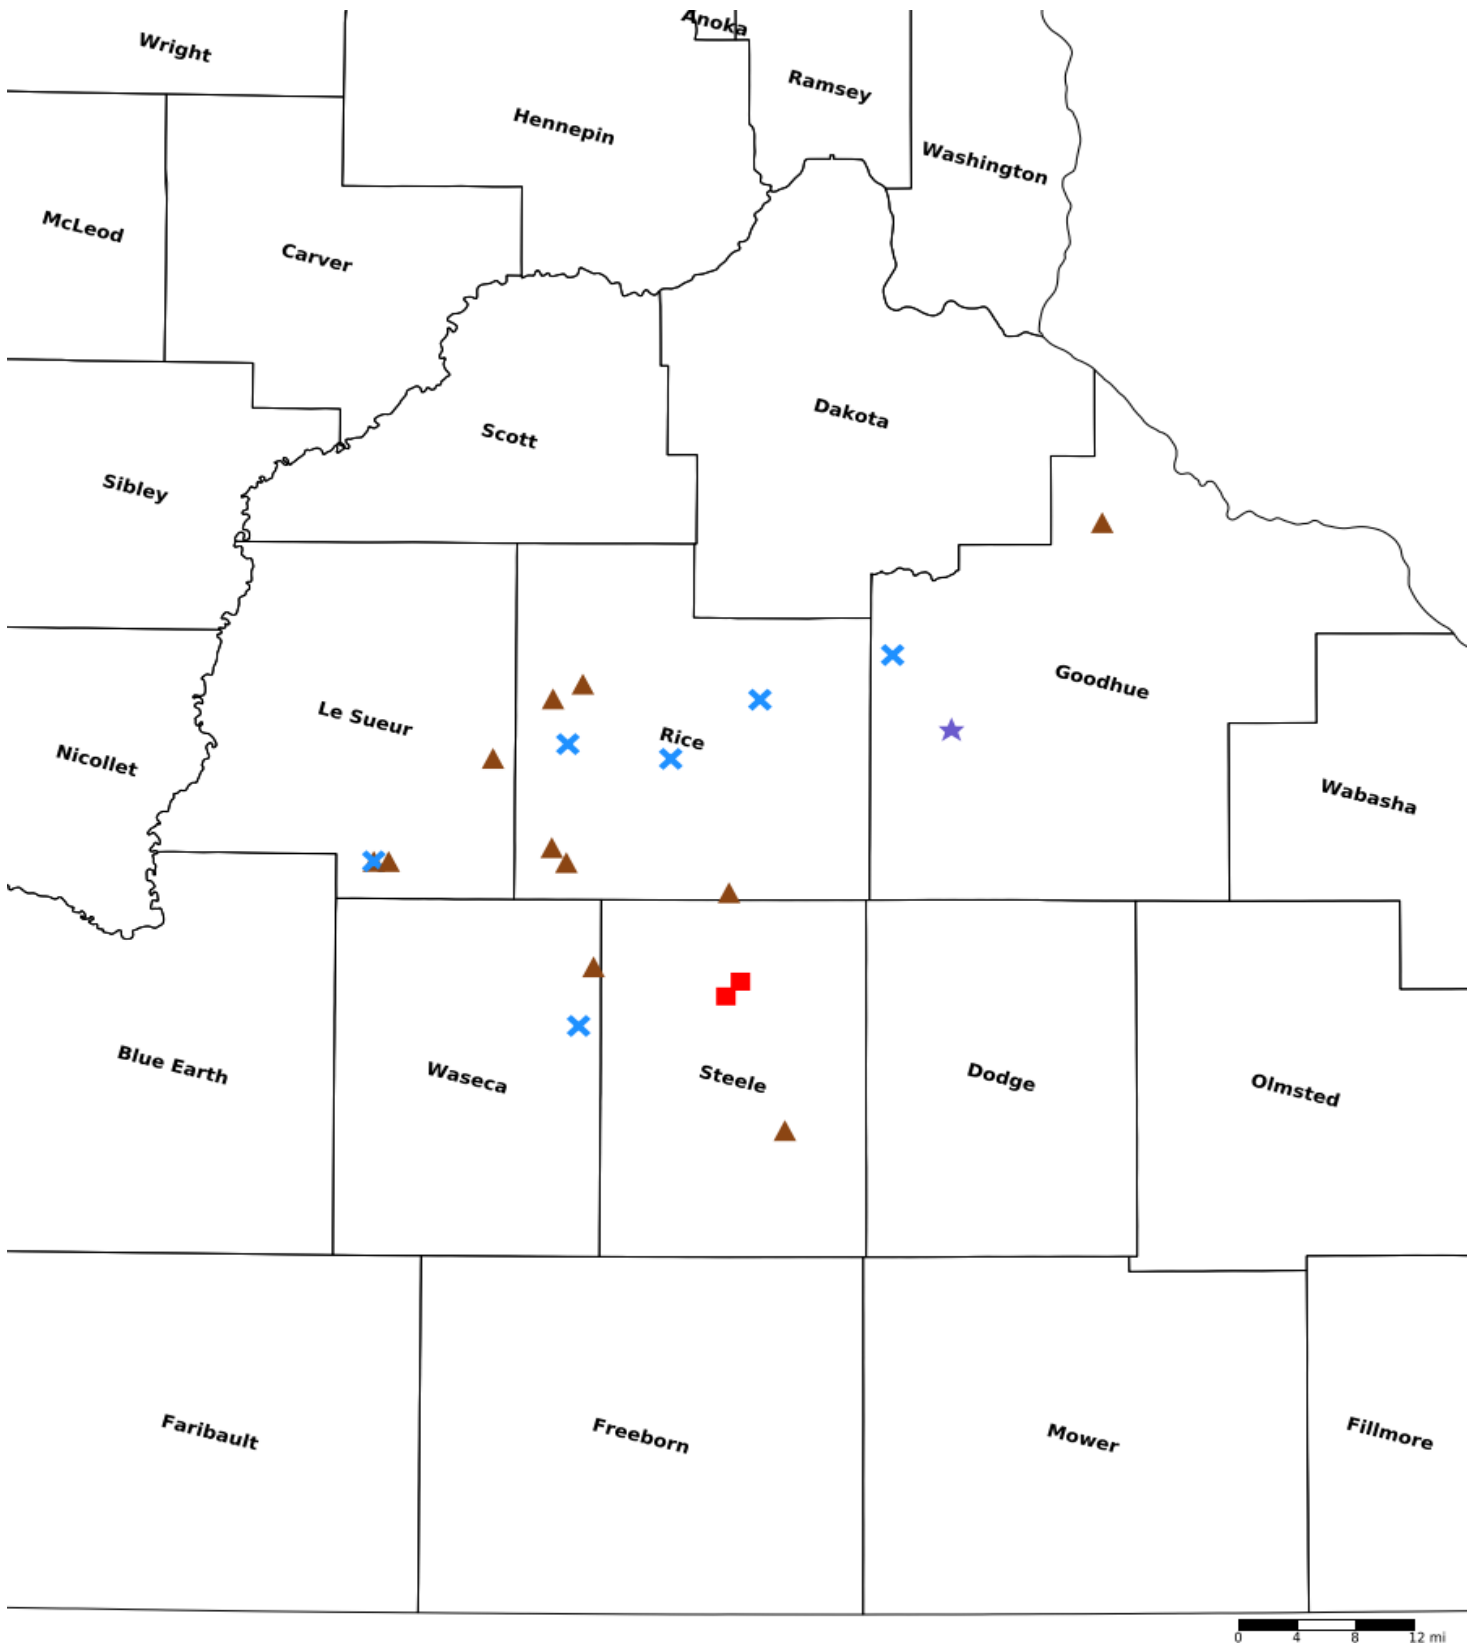 Anoka
Wright
Ramsey
Hennepin
Washington
McLeod
Carver
Dakota
Scott
Sibley
Goodhue
Le Sueur
Rice
Nicollet
Wabasha
Blue Earth
Waseca
Steele
Dodge
Olmsted
Faribault
Freeborn
Mower
Fillmore
0 4 8 12 mi